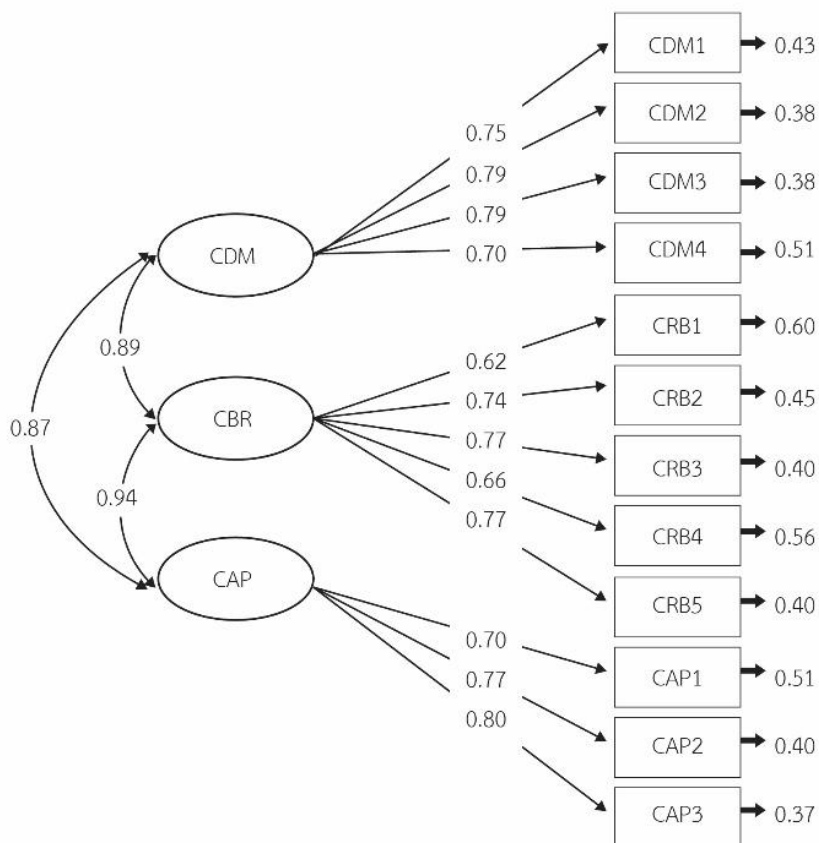 CDM1 0.43
0.75
CDM2 0.38
0.79
CDM3 0.38
0.79
CDM CDM4 0.51
0.70
CRB1 0.60
0.89
0.62
CRB2 0.45
0.74
CBR
0.87
0.77
CRB3 0.40
0.66
0.94
0.77
CRB4 0.56
CAP
CRB5 0.40
0.70
CAP1 0.51
0.77
0.80
CAP2 0.40
CAP3 0.37